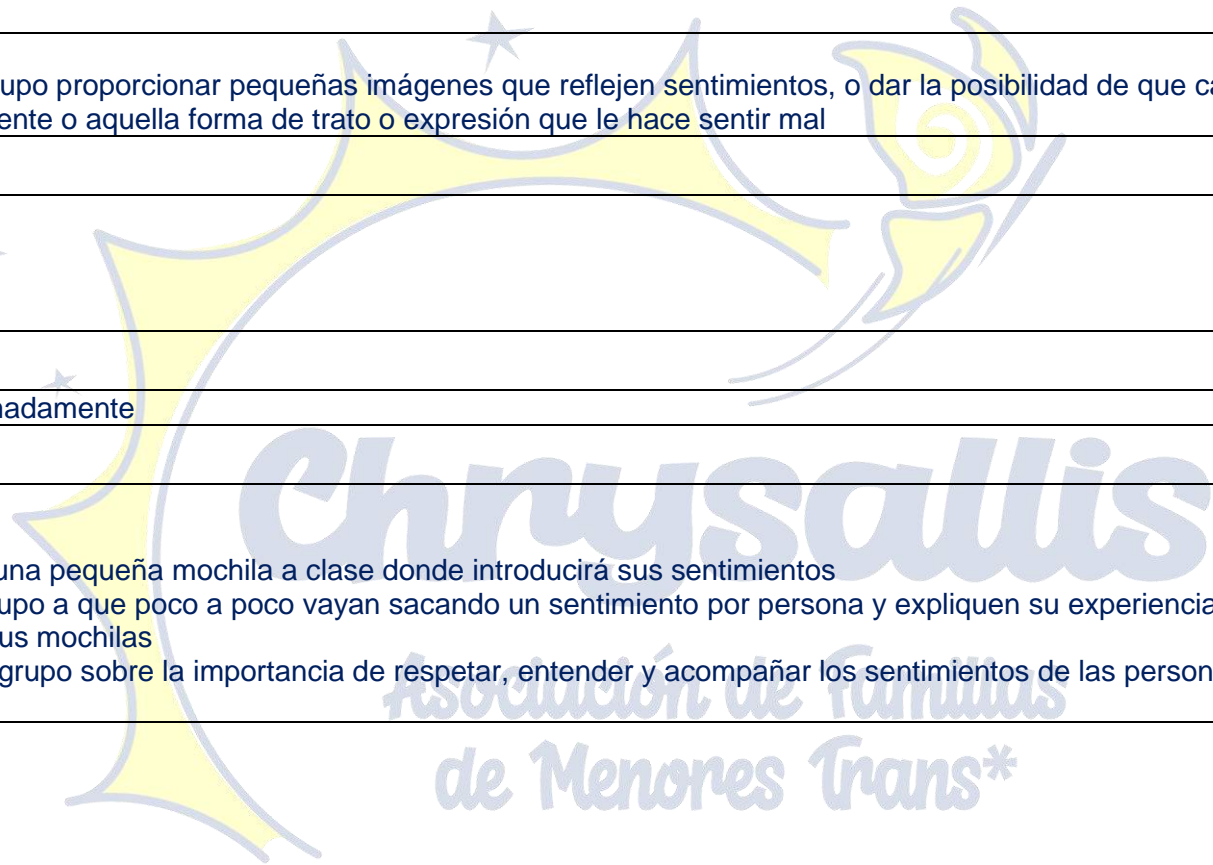 upo proporcionar pequeñas imágenes que reflejen sentimientos, o dar la posibilidad de que ca
ente o aquella forma de trato o expresión que le hace sentir mal
nadamente
Chrysallis
una pequeña mochila a clase donde introducirá sus sentimientos
upo a que poco a poco vayan sacando un sentimiento por persona y expliquen su experiencia
us mochilas
grupo sobre la importancia de respetar, entender y acompañar los sentimientos de las person
Asociación de familias
de Menores Trans*